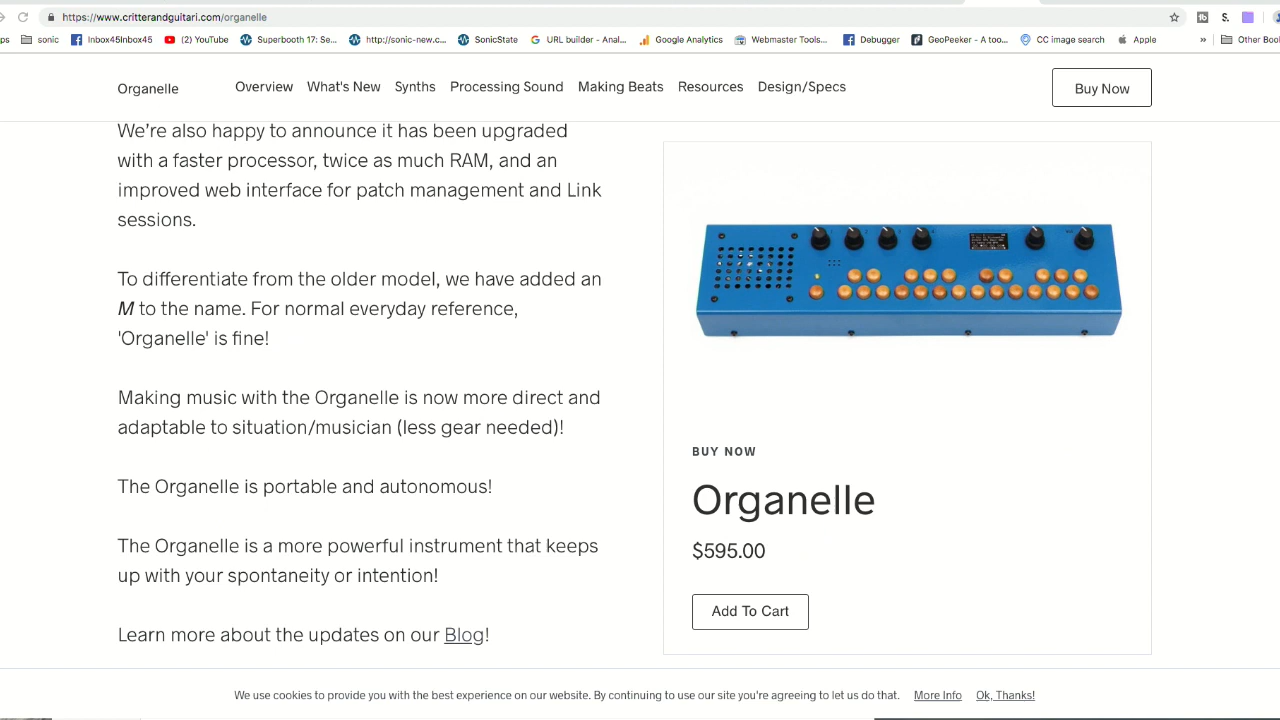 https://www.critterandguitari.com/organelle
ps sonic Inbox45Inbox45 (2) YouTube Superbooth 17: Se... http://sonic-new.c... SonicState URL builder - Anal... Google Analytics Webmaster Tools... Debugger GeoPeeker - A too... CC image search Apple » Other Book
Organelle Overview What's New Synths Processing Sound Making Beats Resources Design/Specs Buy Now
We're also happy to announce it has been upgraded
with a faster processor, twice as much RAM, and an
improved web interface for patch management and Link
sessions.
To differentiate from the older model, we have added an
M to the name. For normal everyday reference,
'Organelle' is fine!
Making music with the Organelle is now more direct and
adaptable to situation/musician (less gear needed)!
The Organelle is portable and autonomous!
The Organelle is a more powerful instrument that keeps
up with your spontaneity or intention!
Learn more about the updates on our Blog!
BUY NOW
Organelle
$595.00
Add To Cart
We use cookies to provide you with the best experience on our website. By continuing to use our site you're agreeing to let us do that. More Info Ok, Thanks!